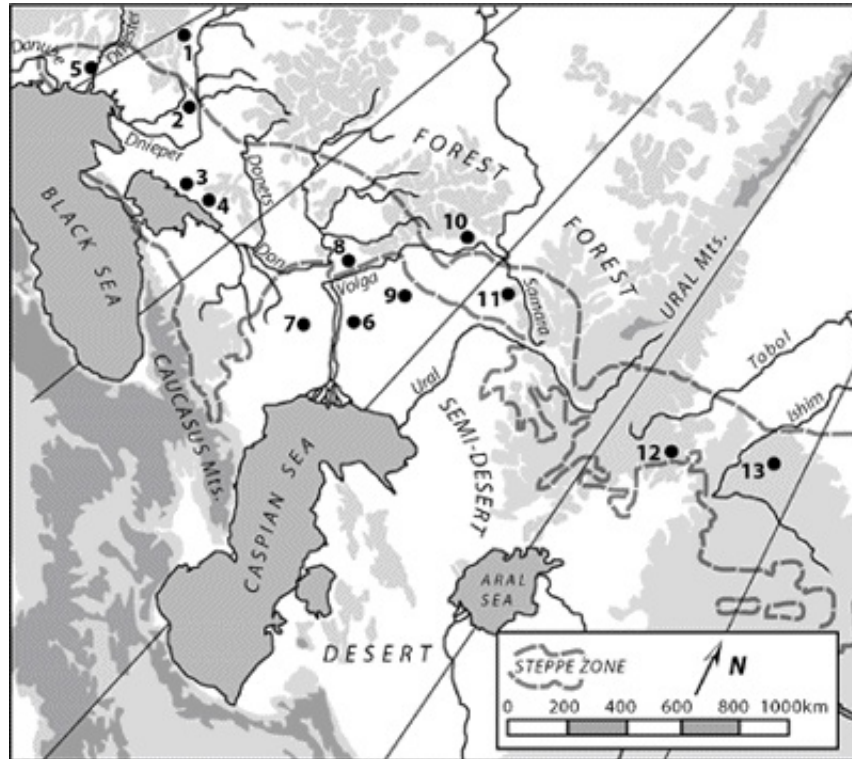 Danube
Dniester
1
5
2
Dnieper
3
4
Donets
FOREST
BLACK SEA
10
Don
8
Volga
FOREST
URAL Mts.
9
11
Samara
7
6
Tobol
Ural
Ishim
CAUCASUS Mts.
SEMI-DESERT
12
13
CASPIAN SEA
ARAL
SEA
DESERT
STEPPE ZONE
N
0 200 400 600 800 1000km